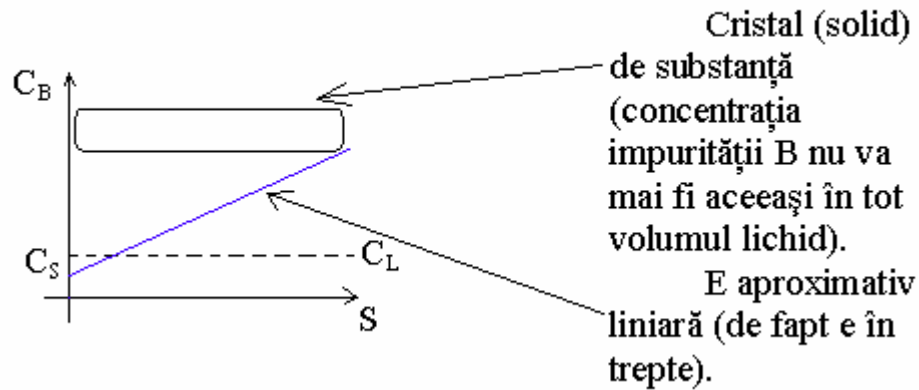 Cristal (solid)
de substanță
(concentrația
impurității B nu va
mai fi aceeași în tot
volumul lichid).
E aproximativ
liniară (de fapt e în
trepte).
C_B
C_S
C_L
S